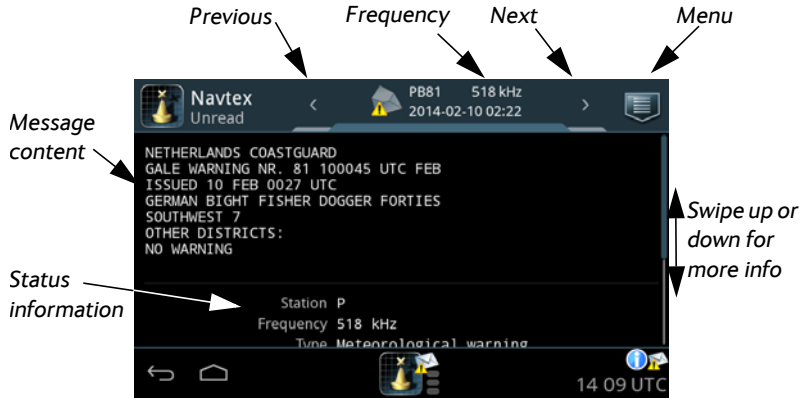 Previous Frequency Next Menu
Navtex
Unread
‹
PB81 518 kHz
2014-02-10 02:22
›
Message
content
NETHERLANDS COASTGUARD
GALE WARNING NR. 81 100045 UTC FEB
ISSUED 10 FEB 0027 UTC
GERMAN BIGHT FISHER DOGGER FORTIES
SOUTHWEST 7
OTHER DISTRICTS:
NO WARNING
Swipe up or
down for
more info
Status
information
Station P
Frequency 518 kHz
Type Meteorological warning
14 09 UTC